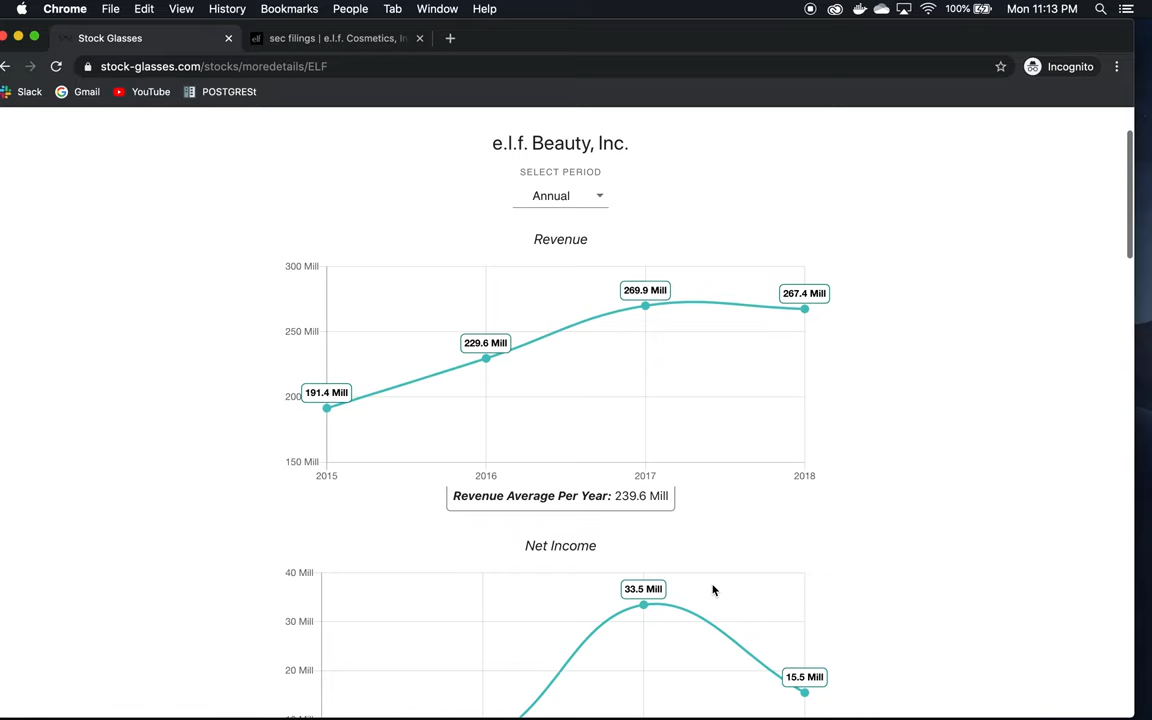 Chrome File Edit View History Bookmarks People Tab Window Help 100% Mon 11:13 PM
Stock Glasses
elf sec filings | e.l.f. Cosmetics, In
stock-glasses.com/stocks/moredetails/ELF Incognito
Slack Gmail YouTube POSTGRESt
e.l.f. Beauty, Inc.
SELECT PERIOD
Annual
Revenue
300 Mill
269.9 Mill
267.4 Mill
250 Mill
229.6 Mill
191.4 Mill
200
150 Mill
2015 2016 2017 2018
Revenue Average Per Year: 239.6 Mill
Net Income
40 Mill
33.5 Mill
30 Mill
20 Mill
15.5 Mill